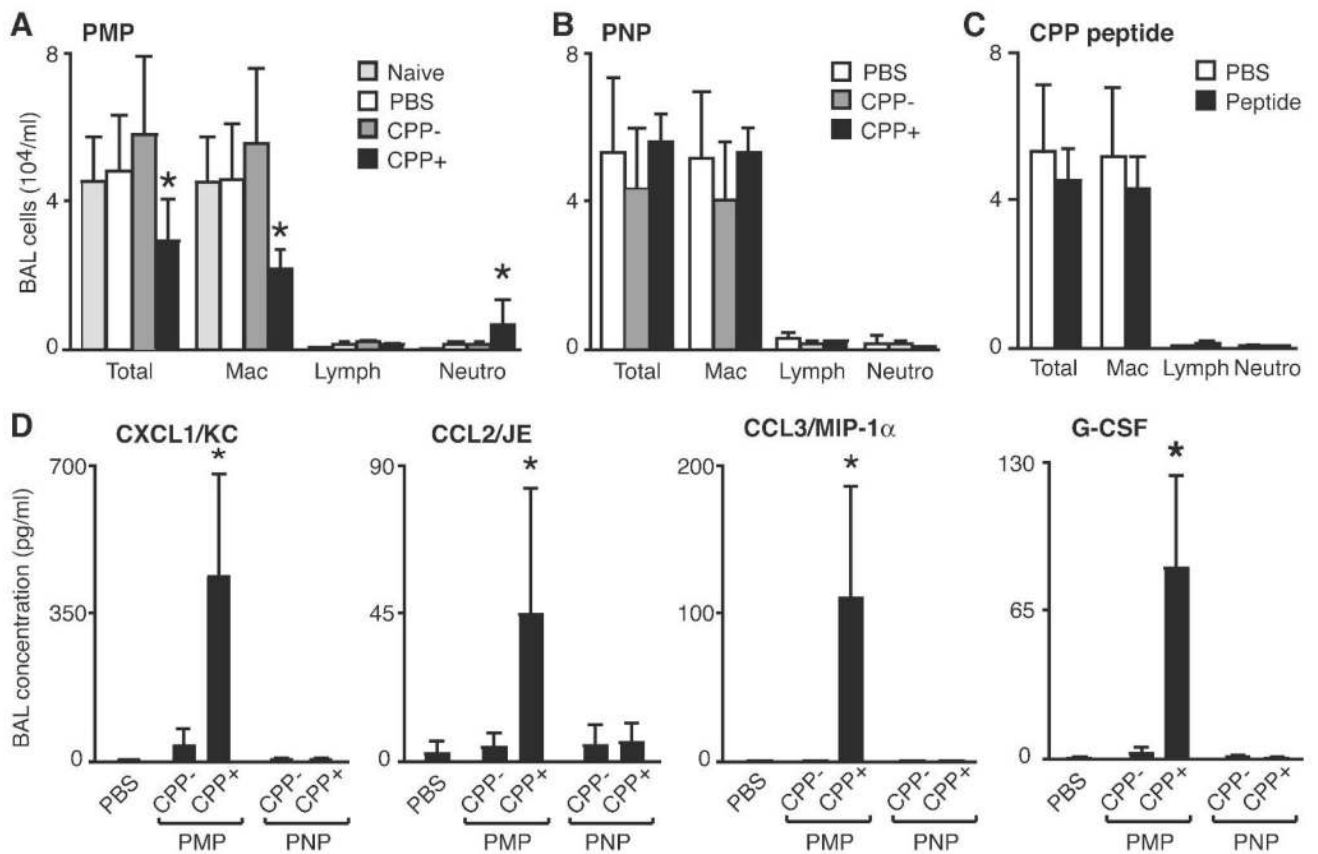 A PMP
8
4
0
BAL cells (10⁴/ml)
Naive
PBS
CPP-
CPP+
*
*
*
Total Mac Lymph Neutro
B PNP
8
4
0
PBS
CPP-
CPP+
Total Mac Lymph Neutro
C CPP peptide
8
4
0
PBS
Peptide
Total Mac Lymph Neutro
D
BAL concentration (pg/ml)
CXCL1/KC
*
700
350
0
PBS CPP- CPP+ CPP- CPP+
PMP PNP
CCL2/JE
*
90
45
0
PBS CPP- CPP+ CPP- CPP+
PMP PNP
CCL3/MIP-1α
*
200
100
0
PBS CPP- CPP+ CPP- CPP+
PMP PNP
G-CSF
*
130
65
0
PBS CPP- CPP+ CPP- CPP+
PMP PNP